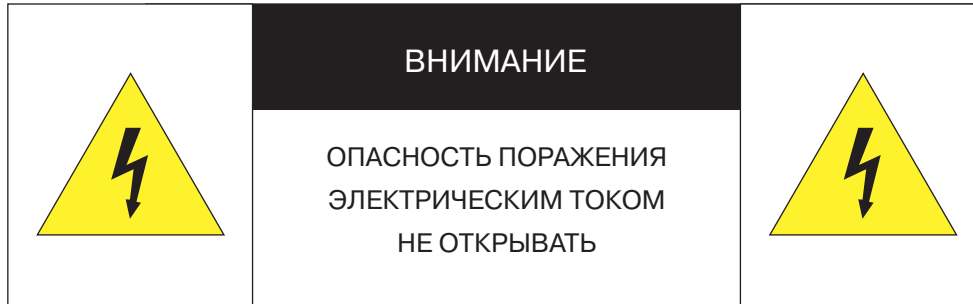 ВНИМАНИЕ
ОПАСНОСТЬ ПОРАЖЕНИЯ
ЭЛЕКТРИЧЕСКИМ ТОКОМ
НЕ ОТКРЫВАТЬ